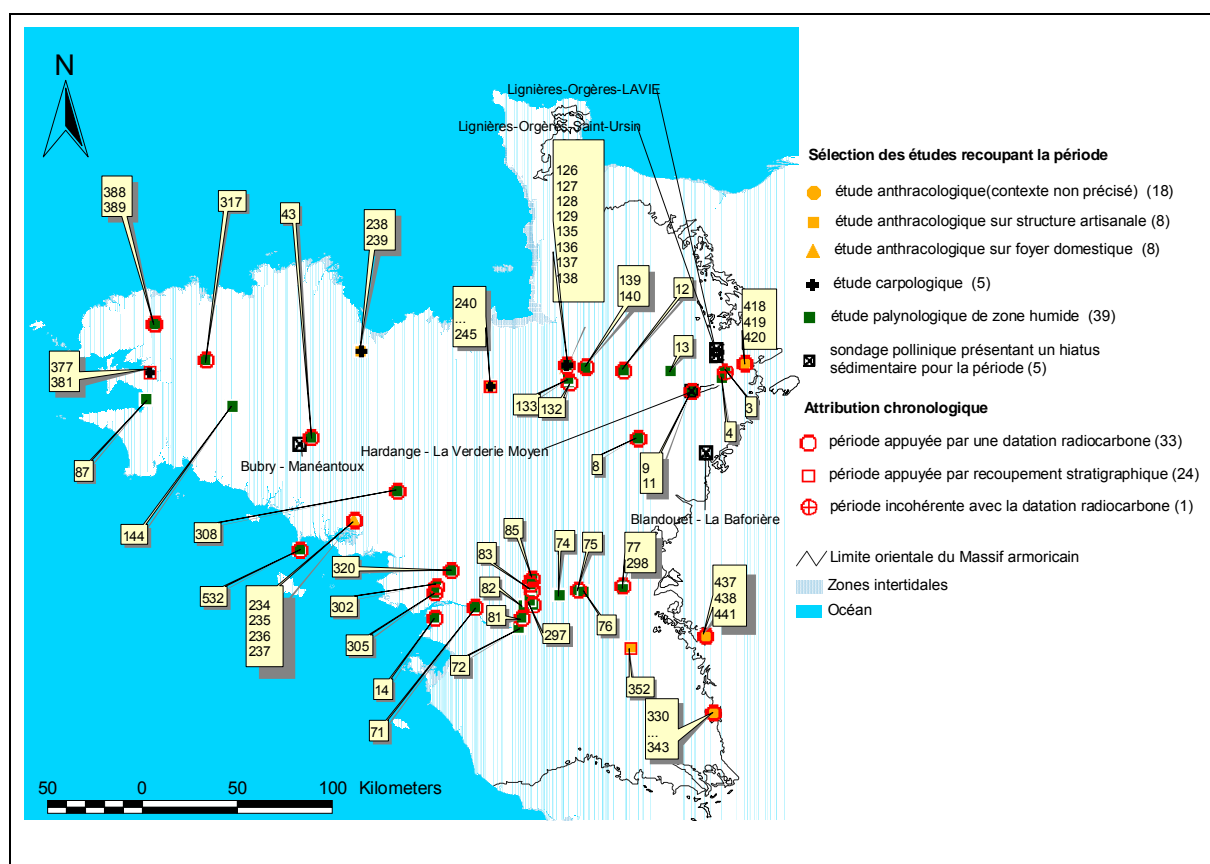 N
Lignières-Orgères-LAVIE
Lignières-Orgères-Saint-Ursin
388
389
317
43
238
239
126
127
128
129
135
136
137
138
139
140
12
240
...
245
418
419
420
13
377
381
133
132
3
4
87
Bubry - Manéantoux
Hardange - La Verderie Moyen
8
9
11
144
308
Blandouet - La Baforière
532
320
85
83
74
75
77
298
82
302
81
234
235
236
237
305
297
76
437
438
441
72
14
352
71
330
...
343
50 0 50 100 Kilometers
Sélection des études recoupant la période
étude anthracologique(contexte non précisé) (18)
étude anthracologique sur structure artisanale (8)
étude anthracologique sur foyer domestique (8)
étude carpologique (5)
étude palynologique de zone humide (39)
sondage pollinique présentant un hiatus
sédimentaire pour la période (5)
Attribution chronologique
période appuyée par une datation radiocarbone (33)
période appuyée par recoupement stratigraphique (24)
période incohérente avec la datation radiocarbone (1)
Limite orientale du Massif armoricain
Zones intertidales
Océan